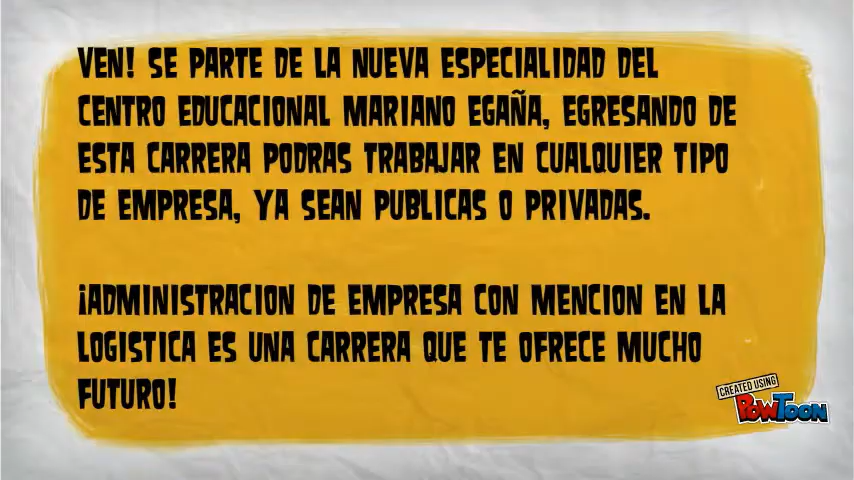 VEN! SE PARTE DE LA NUEVA ESPECIALIDAD DEL
CENTRO EDUCACIONAL MARIANO EGAÑA, EGRESANDO DE
ESTA CARRERA PODRAS TRABAJAR EN CUALQUIER TIPO
DE EMPRESA, YA SEAN PUBLICAS O PRIVADAS.
¡ADMINISTRACION DE EMPRESA CON MENCION EN LA
LOGISTICA ES UNA CARRERA QUE TE OFRECE MUCHO
FUTURO!
CREATED USING
POWTOON